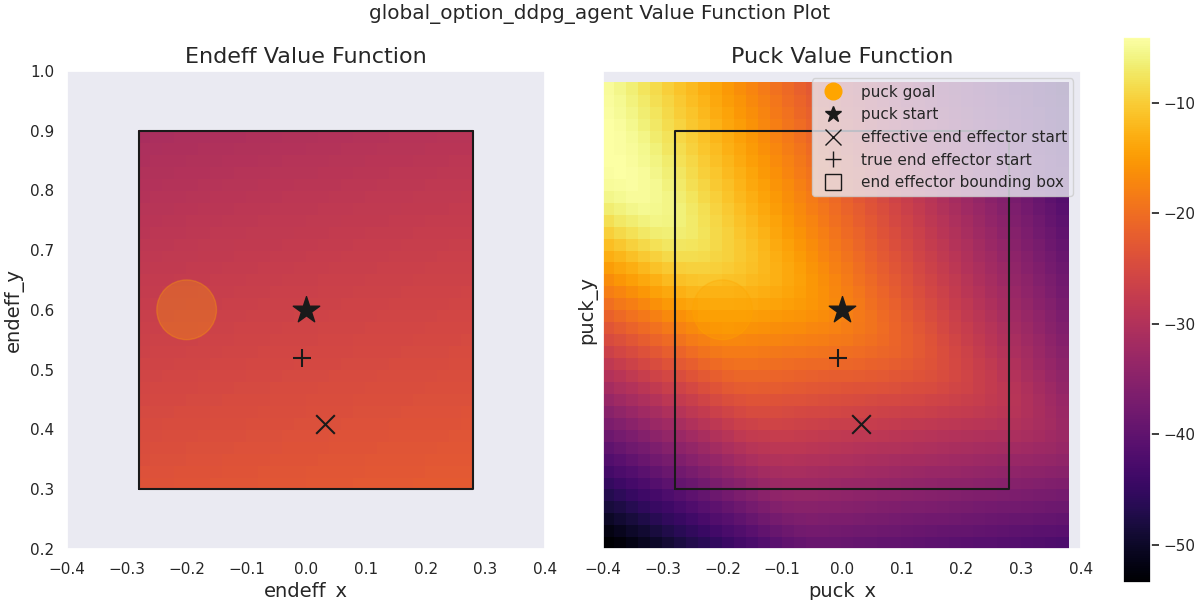 global_option_ddpg_agent Value Function Plot
Endeff Value Function
Puck Value Function
1.0
0.9
0.8
0.7
0.6
0.5
0.4
0.3
0.2
endeff_y
−0.4 −0.3 −0.2 −0.1 0.0 0.1 0.2 0.3 0.4
endeff_x
puck goal
puck start
effective end effector start
true end effector start
end effector bounding box
puck_y
−0.4 −0.3 −0.2 −0.1 0.0 0.1 0.2 0.3 0.4
puck_x
−10
−20
−30
−40
−50